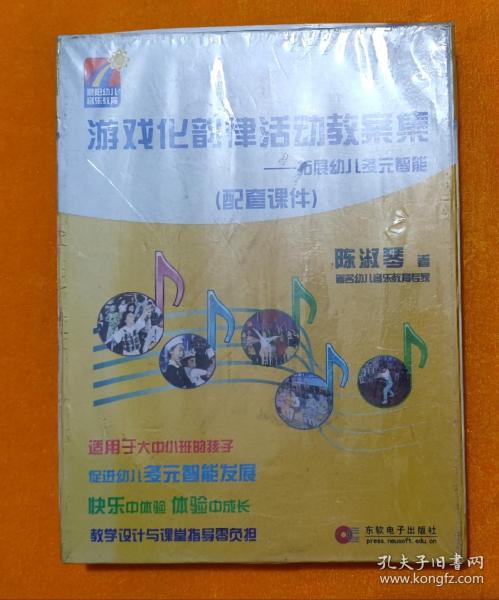 晨阳幼儿
音乐教育
游戏化韵律活动教案集
——拓展幼儿多元智能
(配套课件)
陈淑琴 著
著名幼儿音乐教育专家
适用于大中小班的孩子
促进幼儿多元智能发展
快乐中体验 体验中成长
教学设计与课堂指导零负担
东软电子出版社
press.neusoft.edu.cn
孔夫子旧书网
www.kongfz.com